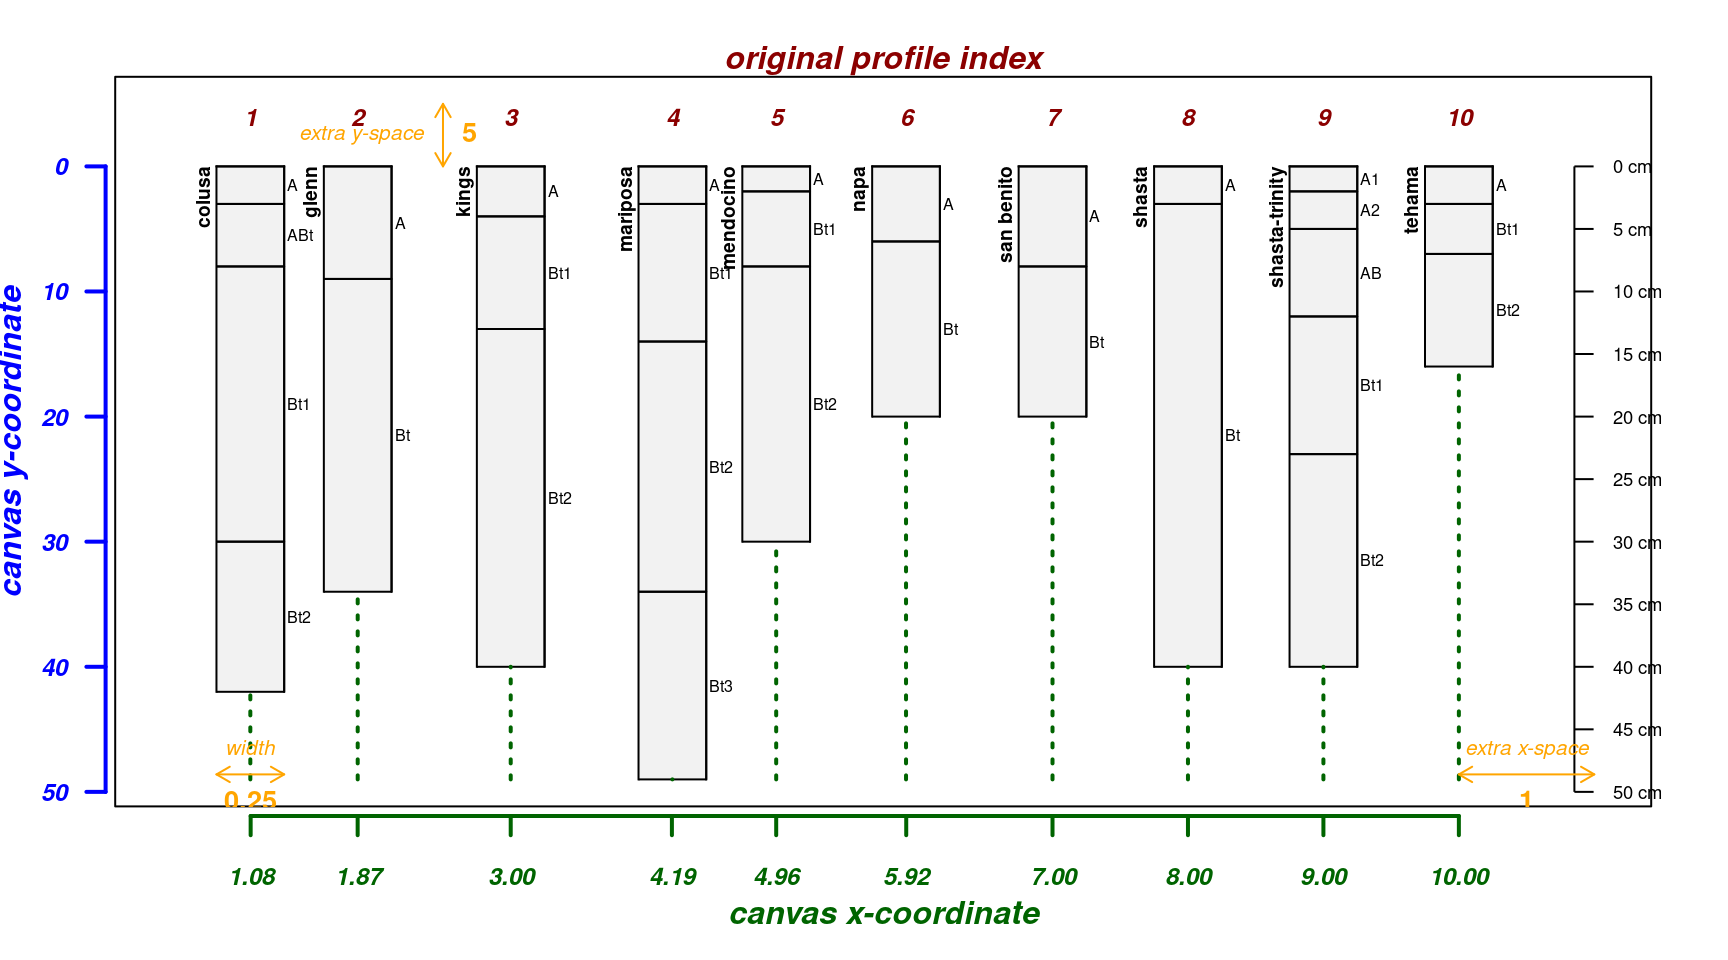 original profile index
1 2 3 4 5 6 7 8 9 10
extra y-space 5
canvas y-coordinate
0
10
20
30
40
50
colusa
A
ABt
Bt1
Bt2
glenn
A
Bt
kings
A
Bt1
Bt2
mariposa
A
Bt1
Bt2
Bt3
mendocino
A
Bt1
Bt2
napa
A
Bt
san benito
A
Bt
shasta
A
Bt
shasta-trinity
A1
A2
AB
Bt1
Bt2
tehama
A
Bt1
Bt2
0 cm
5 cm
10 cm
15 cm
20 cm
25 cm
30 cm
35 cm
40 cm
45 cm
50 cm
width
0.25
extra x-space
1
1.08 1.87 3.00 4.19 4.96 5.92 7.00 8.00 9.00 10.00
canvas x-coordinate